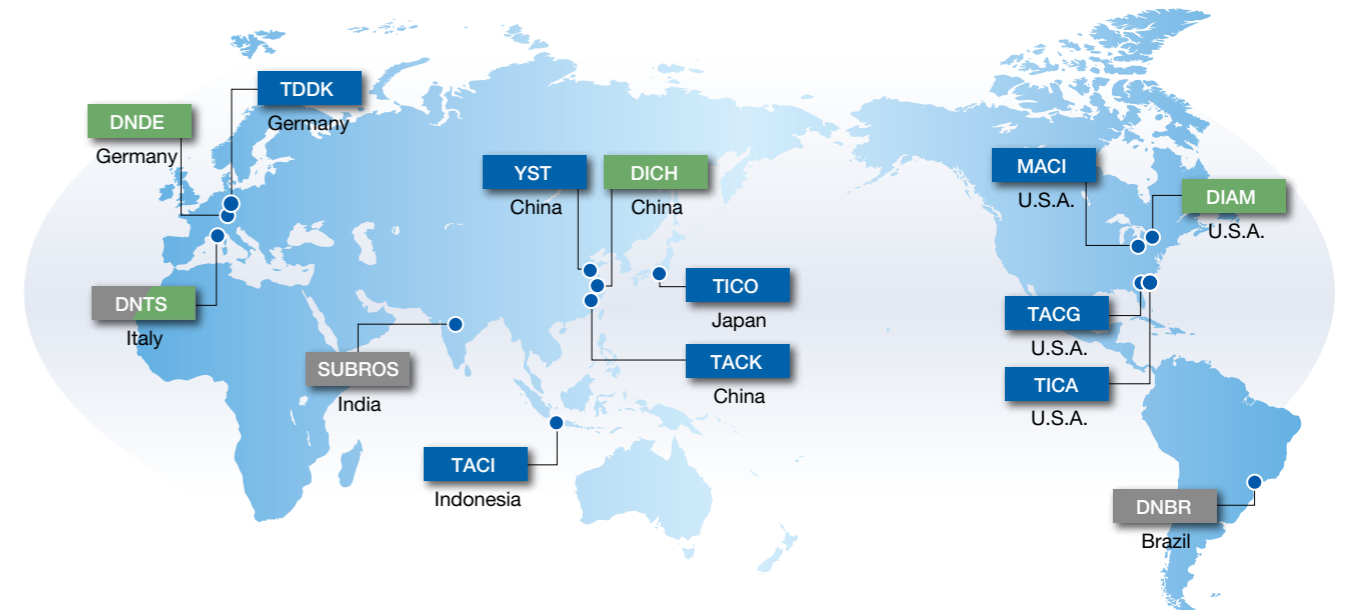 TDDK
Germany
DNDE
Germany
YST
China
DICH
China
MACI
U.S.A.
DIAM
U.S.A.
DNTS
Italy
TICO
Japan
SUBROS
India
TACK
China
TACG
U.S.A.
TICA
U.S.A.
TACI
Indonesia
DNBR
Brazil